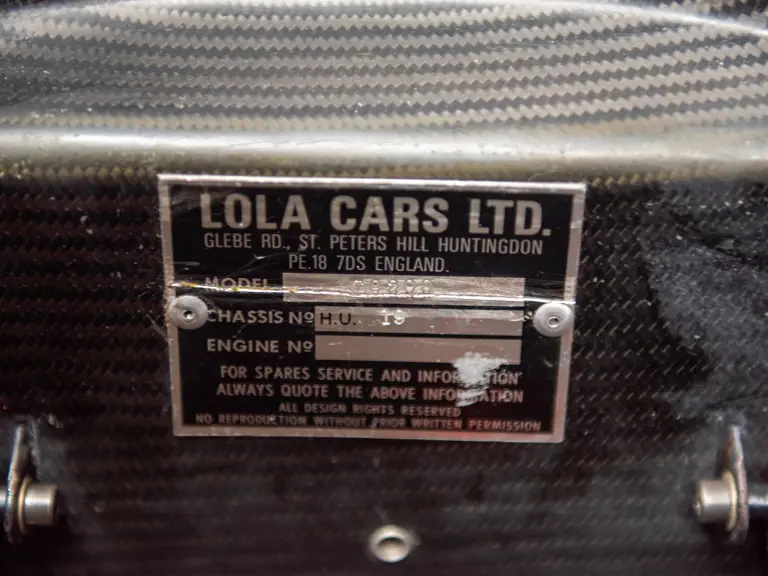 LOLA CARS LTD.
GLEBE RD., ST. PETERS HILL HUNTINGDON
PE.18 7DS ENGLAND.
MODEL
CHASSIS Nº H.U. 19
ENGINE Nº
FOR SPARES SERVICE AND INFORMATION
ALWAYS QUOTE THE ABOVE INFORMATION
ALL DESIGN RIGHTS RESERVED
NO REPRODUCTION WITHOUT PRIOR WRITTEN PERMISSION